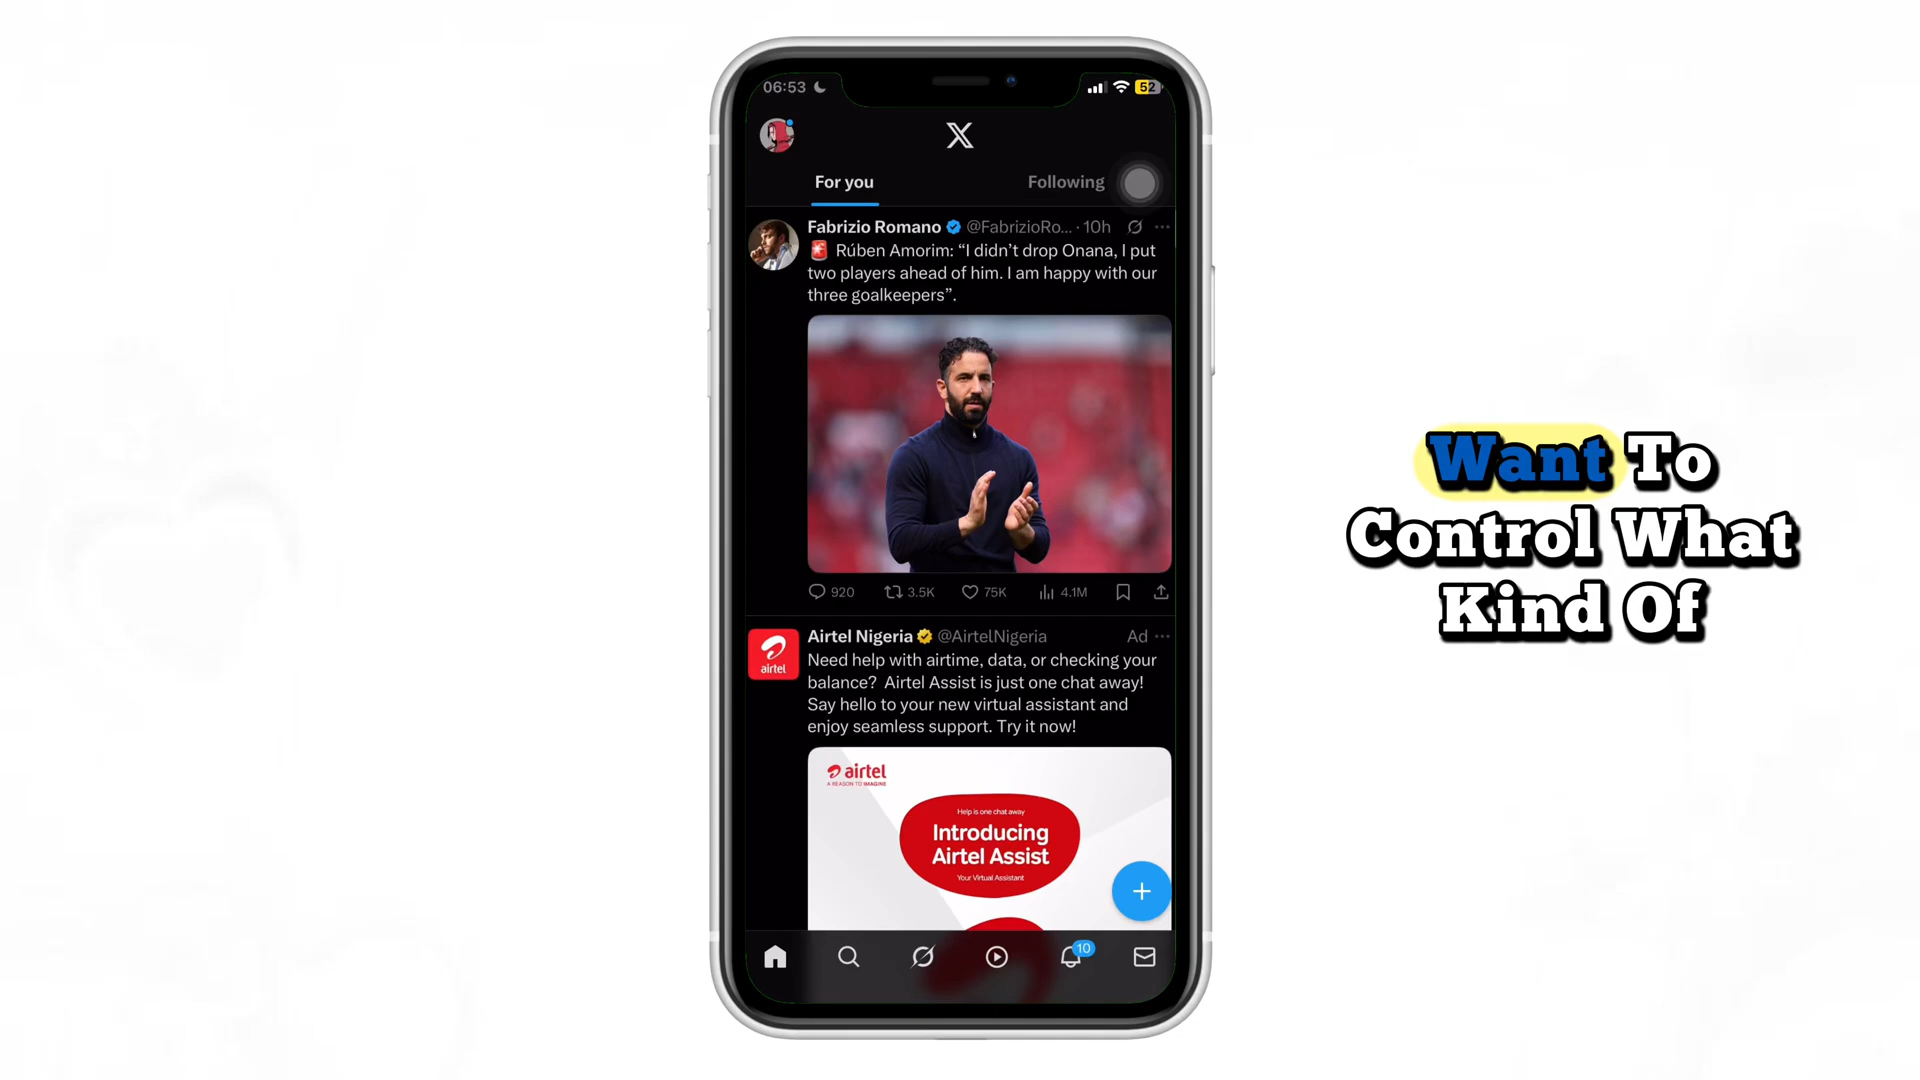 06:53
52
For you
Following
Fabrizio Romano @FabrizioRo... · 10h
Rúben Amorim: “I didn’t drop Onana, I put
two players ahead of him. I am happy with our
three goalkeepers”.
920
3.5K
75K
4.1M
Airtel Nigeria @AirtelNigeria
Ad
airtel
Need help with airtime, data, or checking your
balance? Airtel Assist is just one chat away!
Say hello to your new virtual assistant and
enjoy seamless support. Try it now!
airtel
A REASON TO IMAGINE
Help is one chat away
Introducing
Airtel Assist
Your Virtual Assistant
10
Want To
Control What
Kind Of